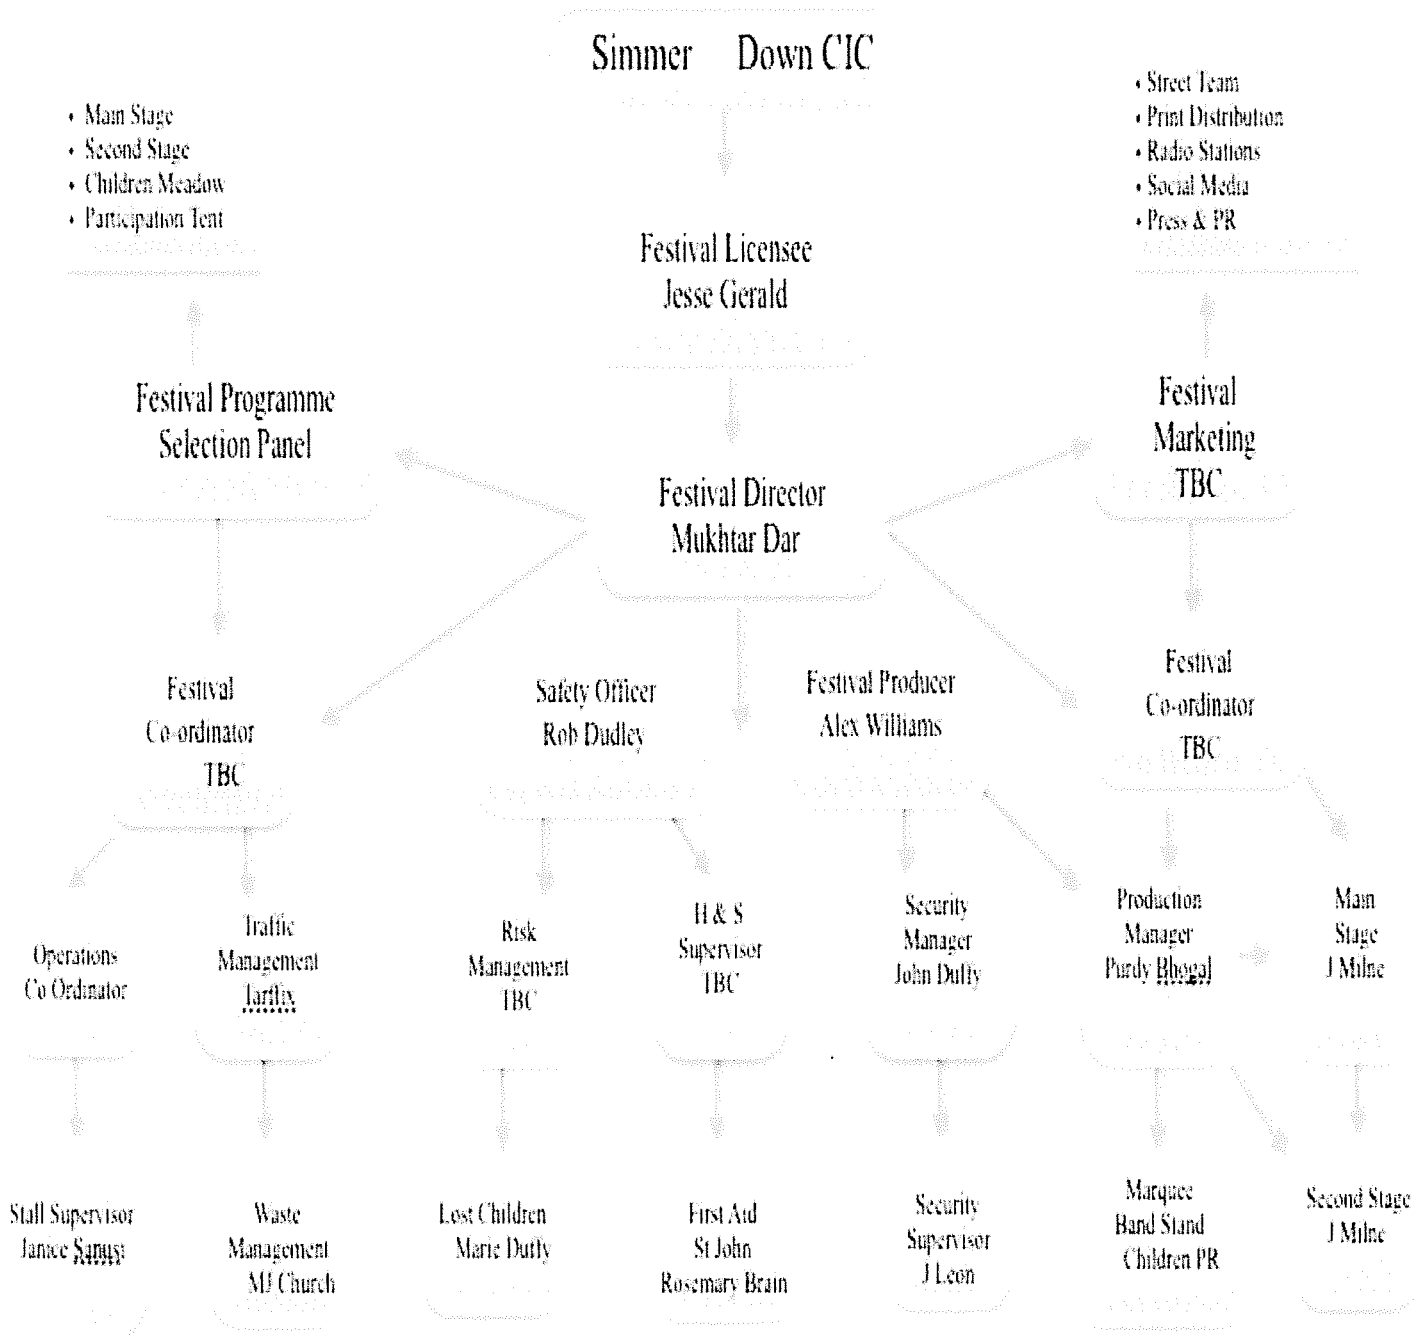 Simmer Down CIC
• Main Stage
• Second Stage
• Children Meadow
• Participation Tent
• Street Team
• Print Distribution
• Radio Stations
• Social Media
• Press & PR
Festival Licensee
Jesse Gerald
Festival Programme
Selection Panel
Festival Director
Mukhtar Dar
Festival
Marketing
TBC
Festival
Co-ordinator
TBC
Safety Officer
Rob Dudley
Festival Producer
Alex Williams
Festival
Co-ordinator
TBC
Operations
Co Ordinator
Traffic
Management
Tarflix
Risk
Management
TBC
H & S
Supervisor
TBC
Security
Manager
John Duffy
Production
Manager
Purdy Bhogal
Main
Stage
J Milne
Stall Supervisor
Janice Sanusi
Waste
Management
MJ Church
Lost Children
Marie Duffy
First Aid
St John
Rosemary Brain
Security
Supervisor
J Leon
Marquee
Band Stand
Children PR
Second Stage
J Milne